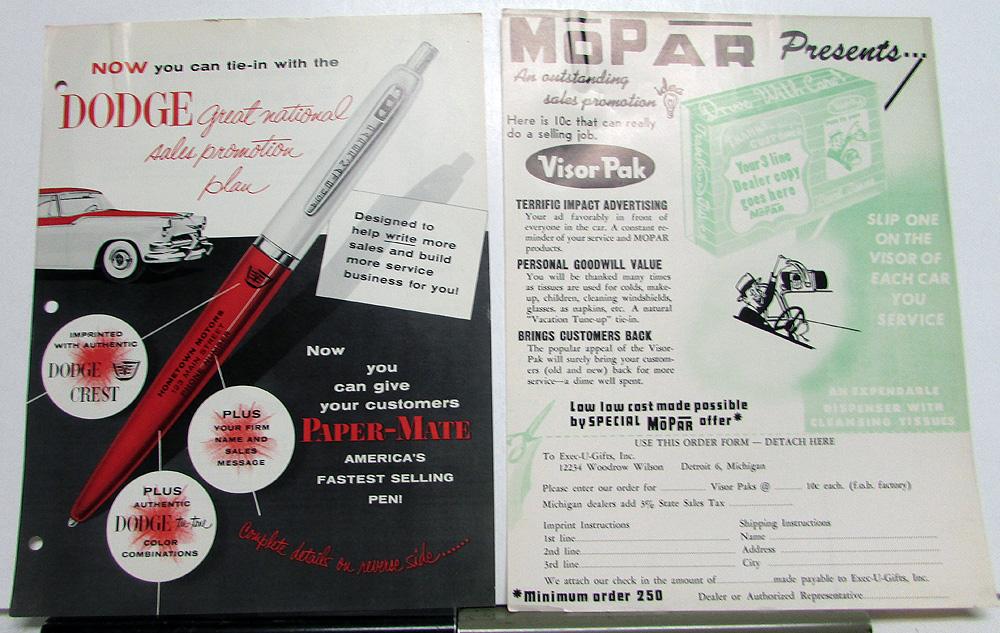 NOW you can tie-in with the
DODGE great national
sales promotion
plan
Designed to
help write more
sales and build
more service
business for you!
HOMETOWN MOTORS
123 MAIN STREET
IMPRINTED
WITH AUTHENTIC
DODGE
CREST
PLUS
YOUR FIRM
NAME AND
SALES
MESSAGE
PLUS
AUTHENTIC
DODGE tu-tone
COLOR
COMBINATIONS
Now
you
can give
your customers
PAPER-MATE
AMERICA'S
FASTEST SELLING
PEN!
Complete details on reverse side......
MOPAR Presents...
An outstanding
sales promotion idea
Here is 10c that can really
do a selling job.
Visor Pak
TERRIFIC IMPACT ADVERTISING
Your ad favorably in front of
everyone in the car. A constant re-
minder of your service and MOPAR
products.
PERSONAL GOODWILL VALUE
You will be thanked many times
as tissues are used for colds, make-
up, children, cleaning windshields,
glasses, as napkins, etc. A natural
"Vacation Tune-up" tie-in.
BRINGS CUSTOMERS BACK
The popular appeal of the Visor-
Pak will surely bring your custom-
ers (old and new) back for more
service—a dime well spent.
Drive With Care!
Your 3 line
Dealer copy
goes here
MOPAR
SLIP ONE
ON THE
VISOR OF
EACH CAR
YOU
SERVICE
AN EXPENDABLE
DISPENSER WITH
CLEANSING TISSUES
Low low cost made possible
by SPECIAL MOPAR offer*
USE THIS ORDER FORM — DETACH HERE
To Exec-U-Gifts, Inc.
12234 Woodrow Wilson Detroit 6, Michigan
Please enter our order for Visor Paks @ 10c each. (f.o.b. factory)
Michigan dealers add 3% State Sales Tax
Imprint Instructions Shipping Instructions
1st line Name
2nd line Address
3rd line City
We attach our check in the amount of made payable to Exec-U-Gifts, Inc.
*Minimum order 250 Dealer or Authorized Representative